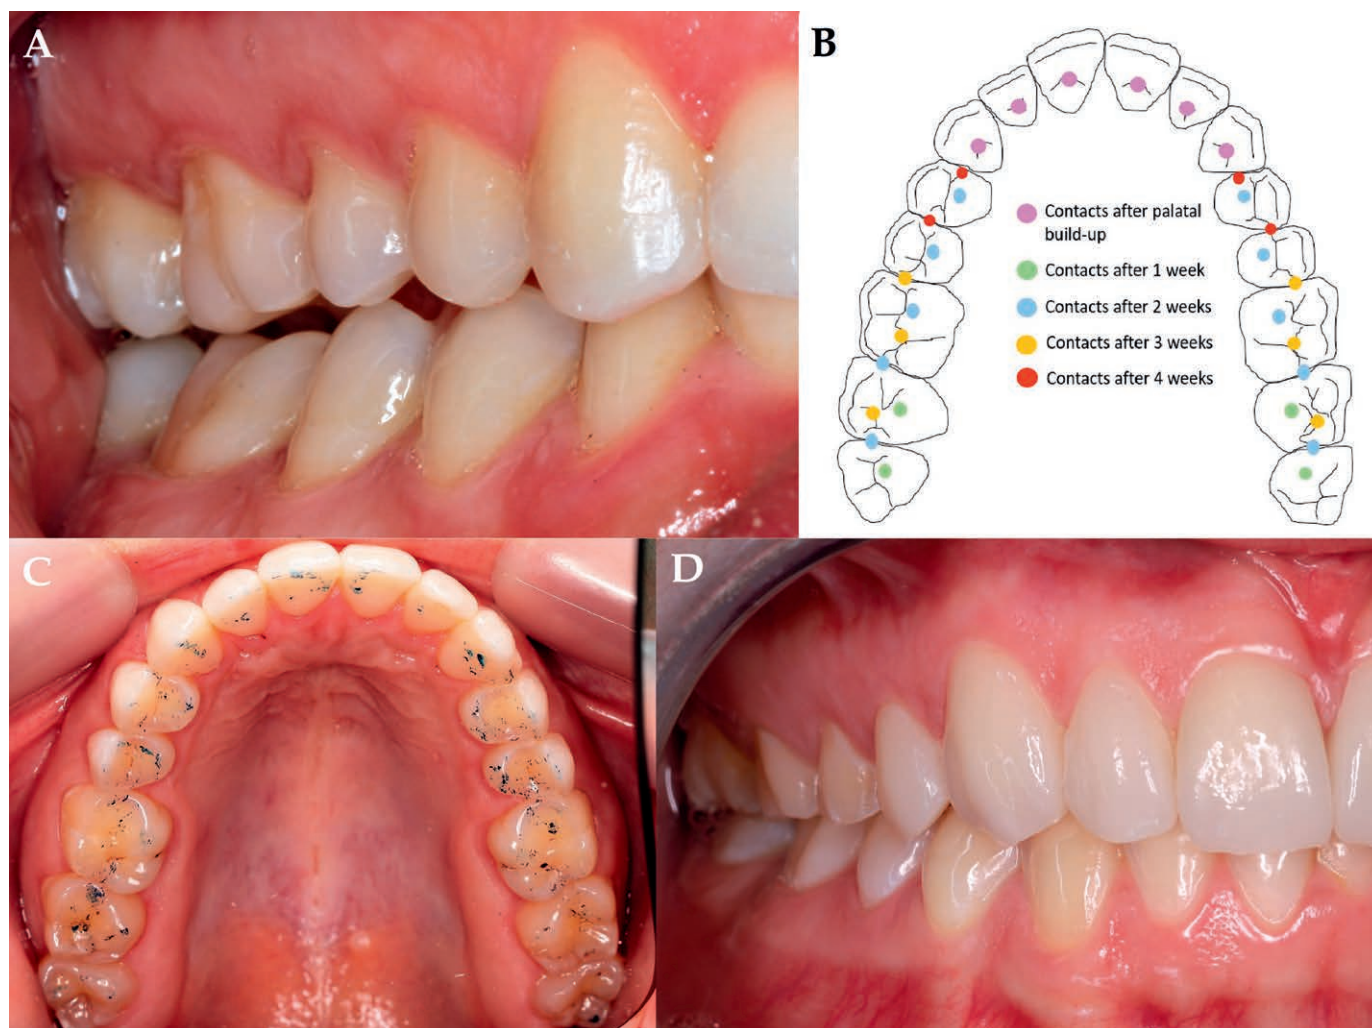 A
B
Contacts after palatal
build-up
Contacts after 1 week
Contacts after 2 weeks
Contacts after 3 weeks
Contacts after 4 weeks
C
D